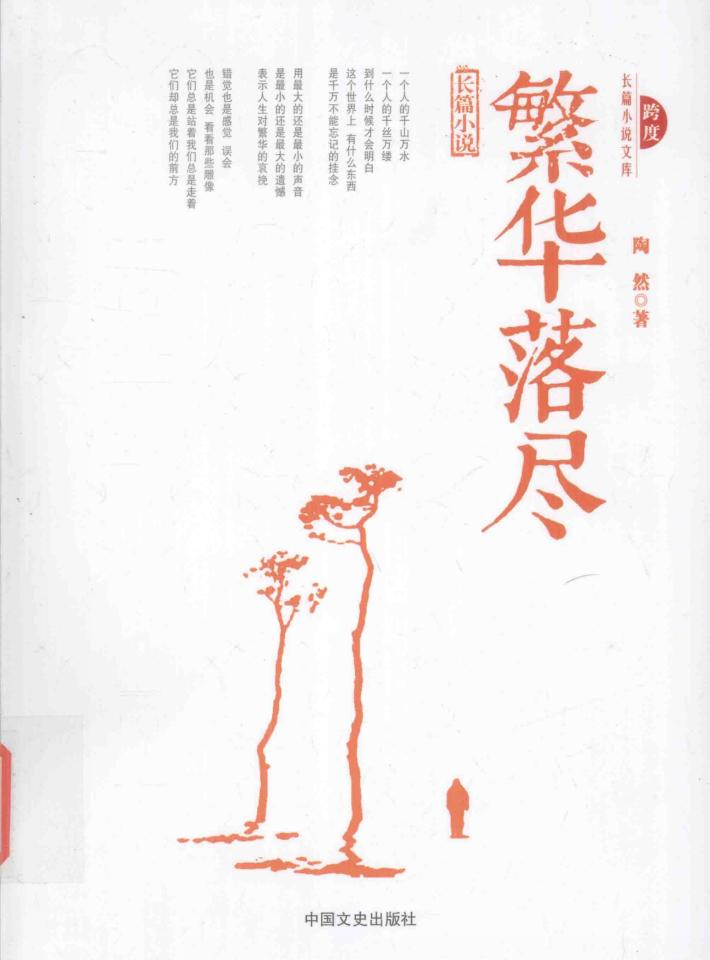 跨度
长篇小说文库
陶然◎著
繁华落尽
长篇小说
一个人的千山万水
一个人的千丝万缕
到什么时候才会明白
这个世界上 有什么东西
是千万不能忘记的挂念
用最大的还是最小的声音
是最小的还是最大的遗憾
表示人生对繁华的哀挽
错觉也是感觉 误会
也是机会 看看那些雕像
它们总是站着我们总是走着
它们却总是我们的前方
中国文史出版社